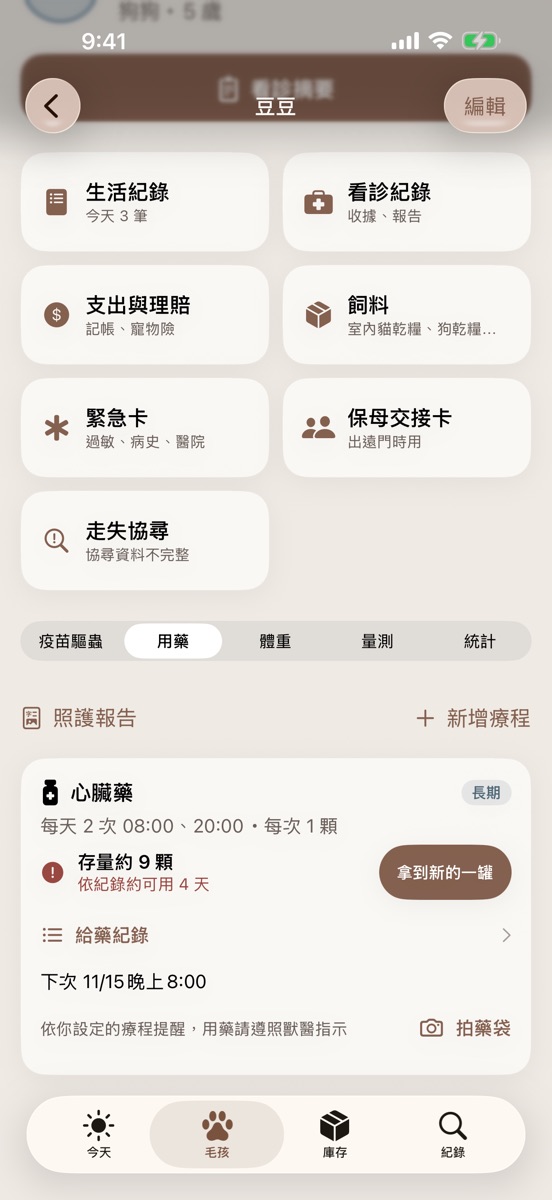 狗狗・5 歲
9:41
看診摘要
豆豆
編輯
生活紀錄
今天 3 筆
看診紀錄
收據、報告
支出與理賠
記帳、寵物險
飼料
室內貓乾糧、狗乾糧…
緊急卡
過敏、病史、醫院
保母交接卡
出遠門時用
走失協尋
協尋資料不完整
疫苗驅蟲
用藥
體重
量測
統計
照護報告
新增療程
心臟藥
長期
每天 2 次 08:00、20:00・每次 1 顆
存量約 9 顆
依紀錄約可用 4 天
拿到新的一罐
給藥紀錄
下次 11/15 晚上 8:00
依你設定的療程提醒，用藥請遵照獸醫指示
拍藥袋
今天
毛孩
庫存
紀錄